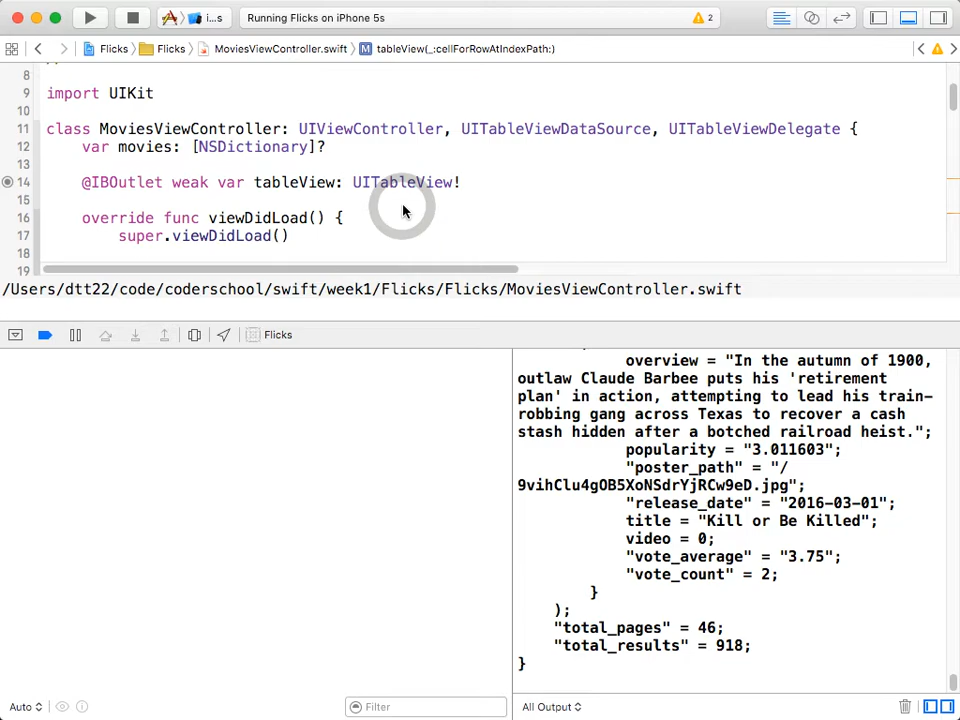 i...s
Running Flicks on iPhone 5s
2
Flicks
Flicks
MoviesViewController.swift
M
tableView(_:cellForRowAtIndexPath:)
8
9 import UIKit
10
11 class MoviesViewController: UIViewController, UITableViewDataSource, UITableViewDelegate {
12 var movies: [NSDictionary]?
13
14 @IBOutlet weak var tableView: UITableView!
15
16 override func viewDidLoad() {
17 super.viewDidLoad()
18
19
/Users/dtt22/code/coderschool/swift/week1/Flicks/Flicks/MoviesViewController.swift
Flicks
overview = "In the autumn of 1900,
outlaw Claude Barbee puts his 'retirement
plan' in action, attempting to lead his train-
robbing gang across Texas to recover a cash
stash hidden after a botched railroad heist.";
popularity = "3.011603";
"poster_path" = "/
9vihClu4gOB5XoNSdrYjRCw9eD.jpg";
"release_date" = "2016-03-01";
title = "Kill or Be Killed";
video = 0;
"vote_average" = "3.75";
"vote_count" = 2;
}
);
"total_pages" = 46;
"total_results" = 918;
}
Auto
Filter
All Output